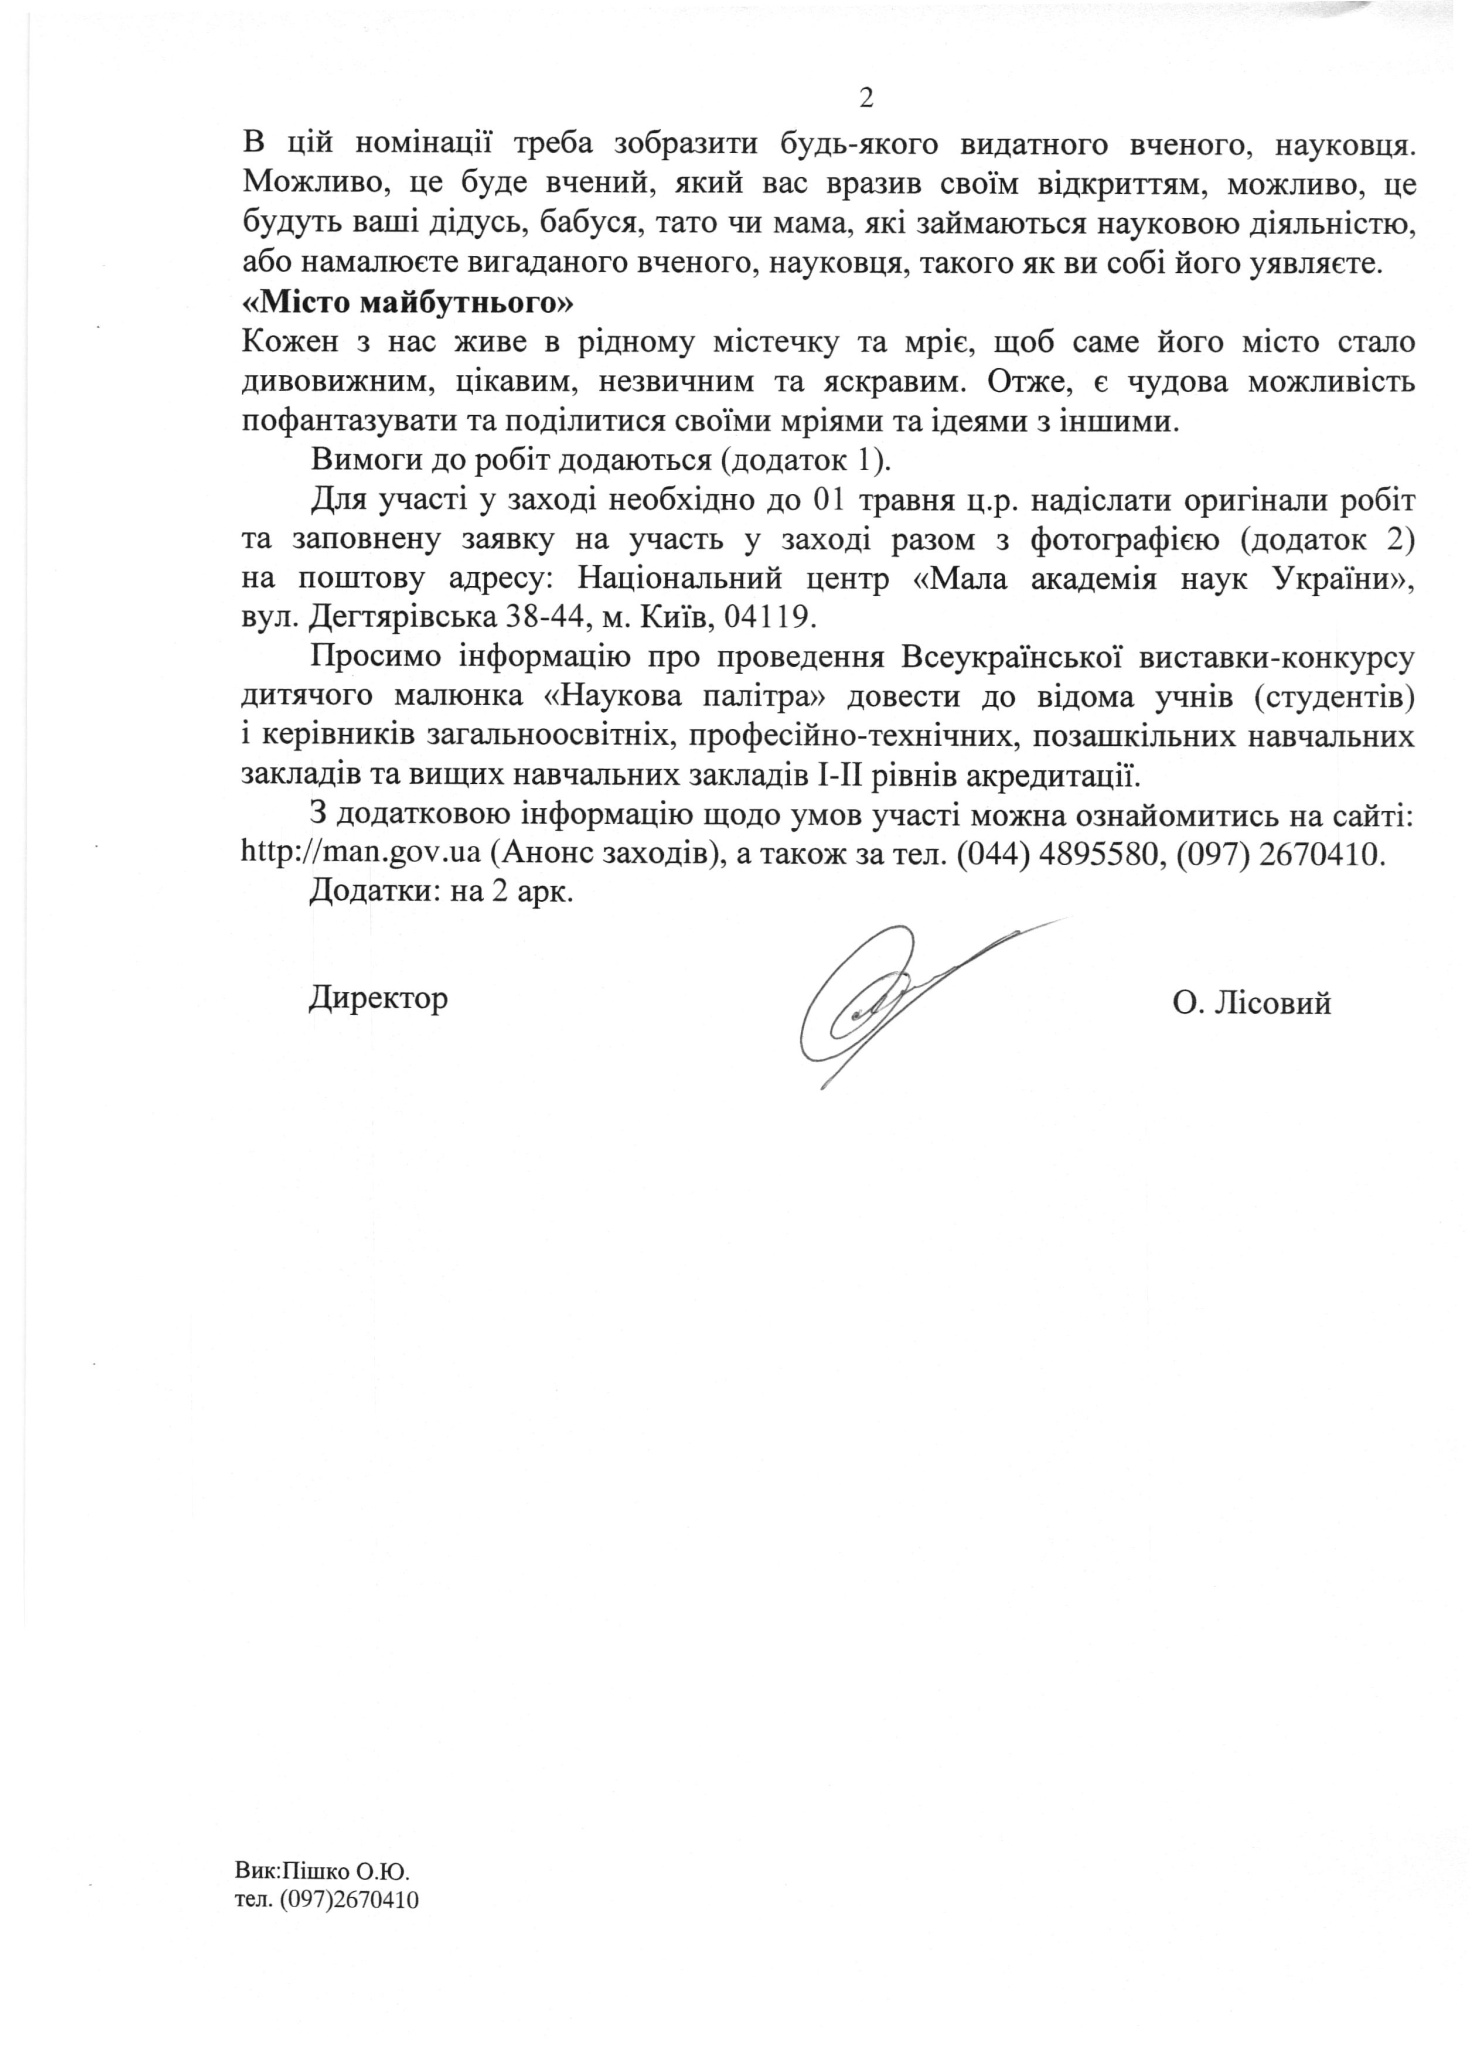 2
В цій номінації треба зобразити будь-якого видатного вченого, науковця.
Можливо, це буде вчений, який вас вразив своїм відкриттям, можливо, це
будуть ваші дідусь, бабуся, тато чи мама, які займаються науковою діяльністю,
або намалюєте вигаданого вченого, науковця, такого як ви собі його уявляєте.
«Місто майбутнього»
Кожен з нас живе в рідному містечку та мріє, щоб саме його місто стало
дивовижним, цікавим, незвичним та яскравим. Отже, є чудова можливість
пофантазувати та поділитися своїми мріями та ідеями з іншими.
Вимоги до робіт додаються (додаток 1).
Для участі у заході необхідно до 01 травня ц.р. надіслати оригінали робіт
та заповнену заявку на участь у заході разом з фотографією (додаток 2)
на поштову адресу: Національний центр «Мала академія наук України»,
вул. Дегтярівська 38-44, м. Київ, 04119.
Просимо інформацію про проведення Всеукраїнської виставки-конкурсу
дитячого малюнка «Наукова палітра» довести до відома учнів (студентів)
і керівників загальноосвітніх, професійно-технічних, позашкільних навчальних
закладів та вищих навчальних закладів І-ІІ рівнів акредитації.
З додатковою інформацію щодо умов участі можна ознайомитись на сайті:
http://man.gov.ua (Анонс заходів), а також за тел. (044) 4895580, (097) 2670410.
Додатки: на 2 арк.
Директор О. Лісовий
Вик:Пішко О.Ю.
тел. (097)2670410